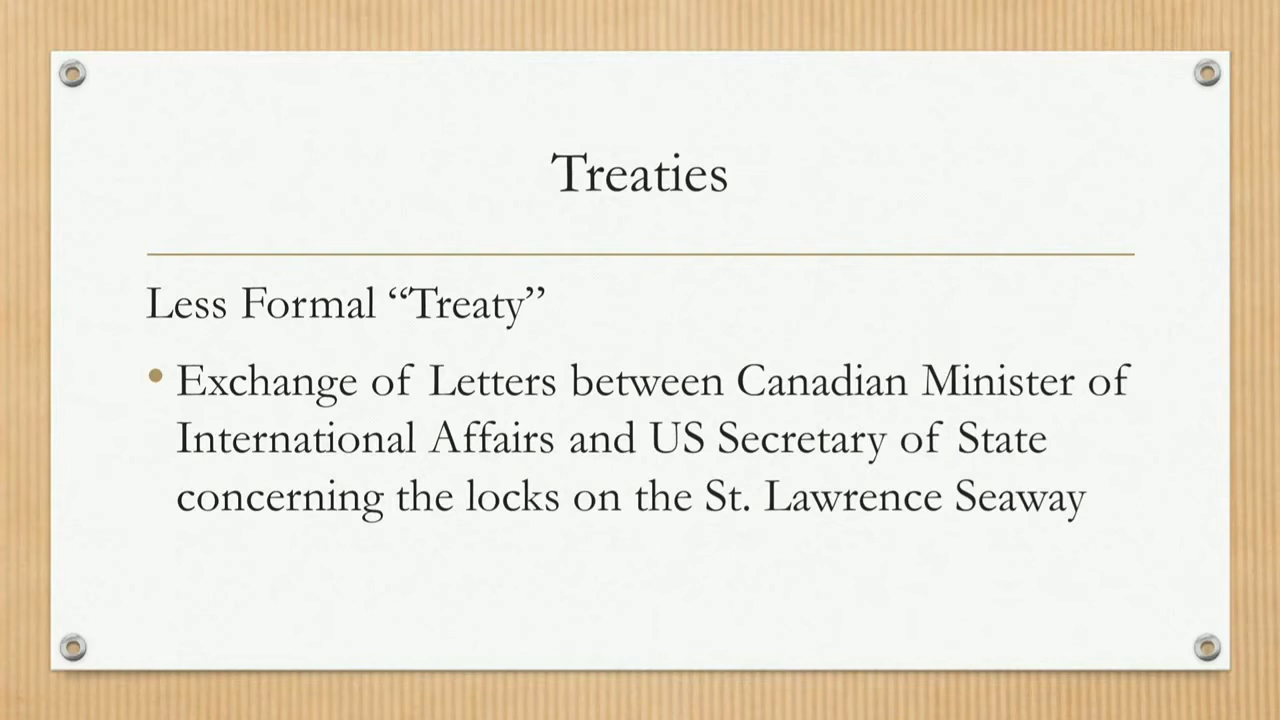 Treaties
Less Formal “Treaty”
• Exchange of Letters between Canadian Minister of
International Affairs and US Secretary of State
concerning the locks on the St. Lawrence Seaway